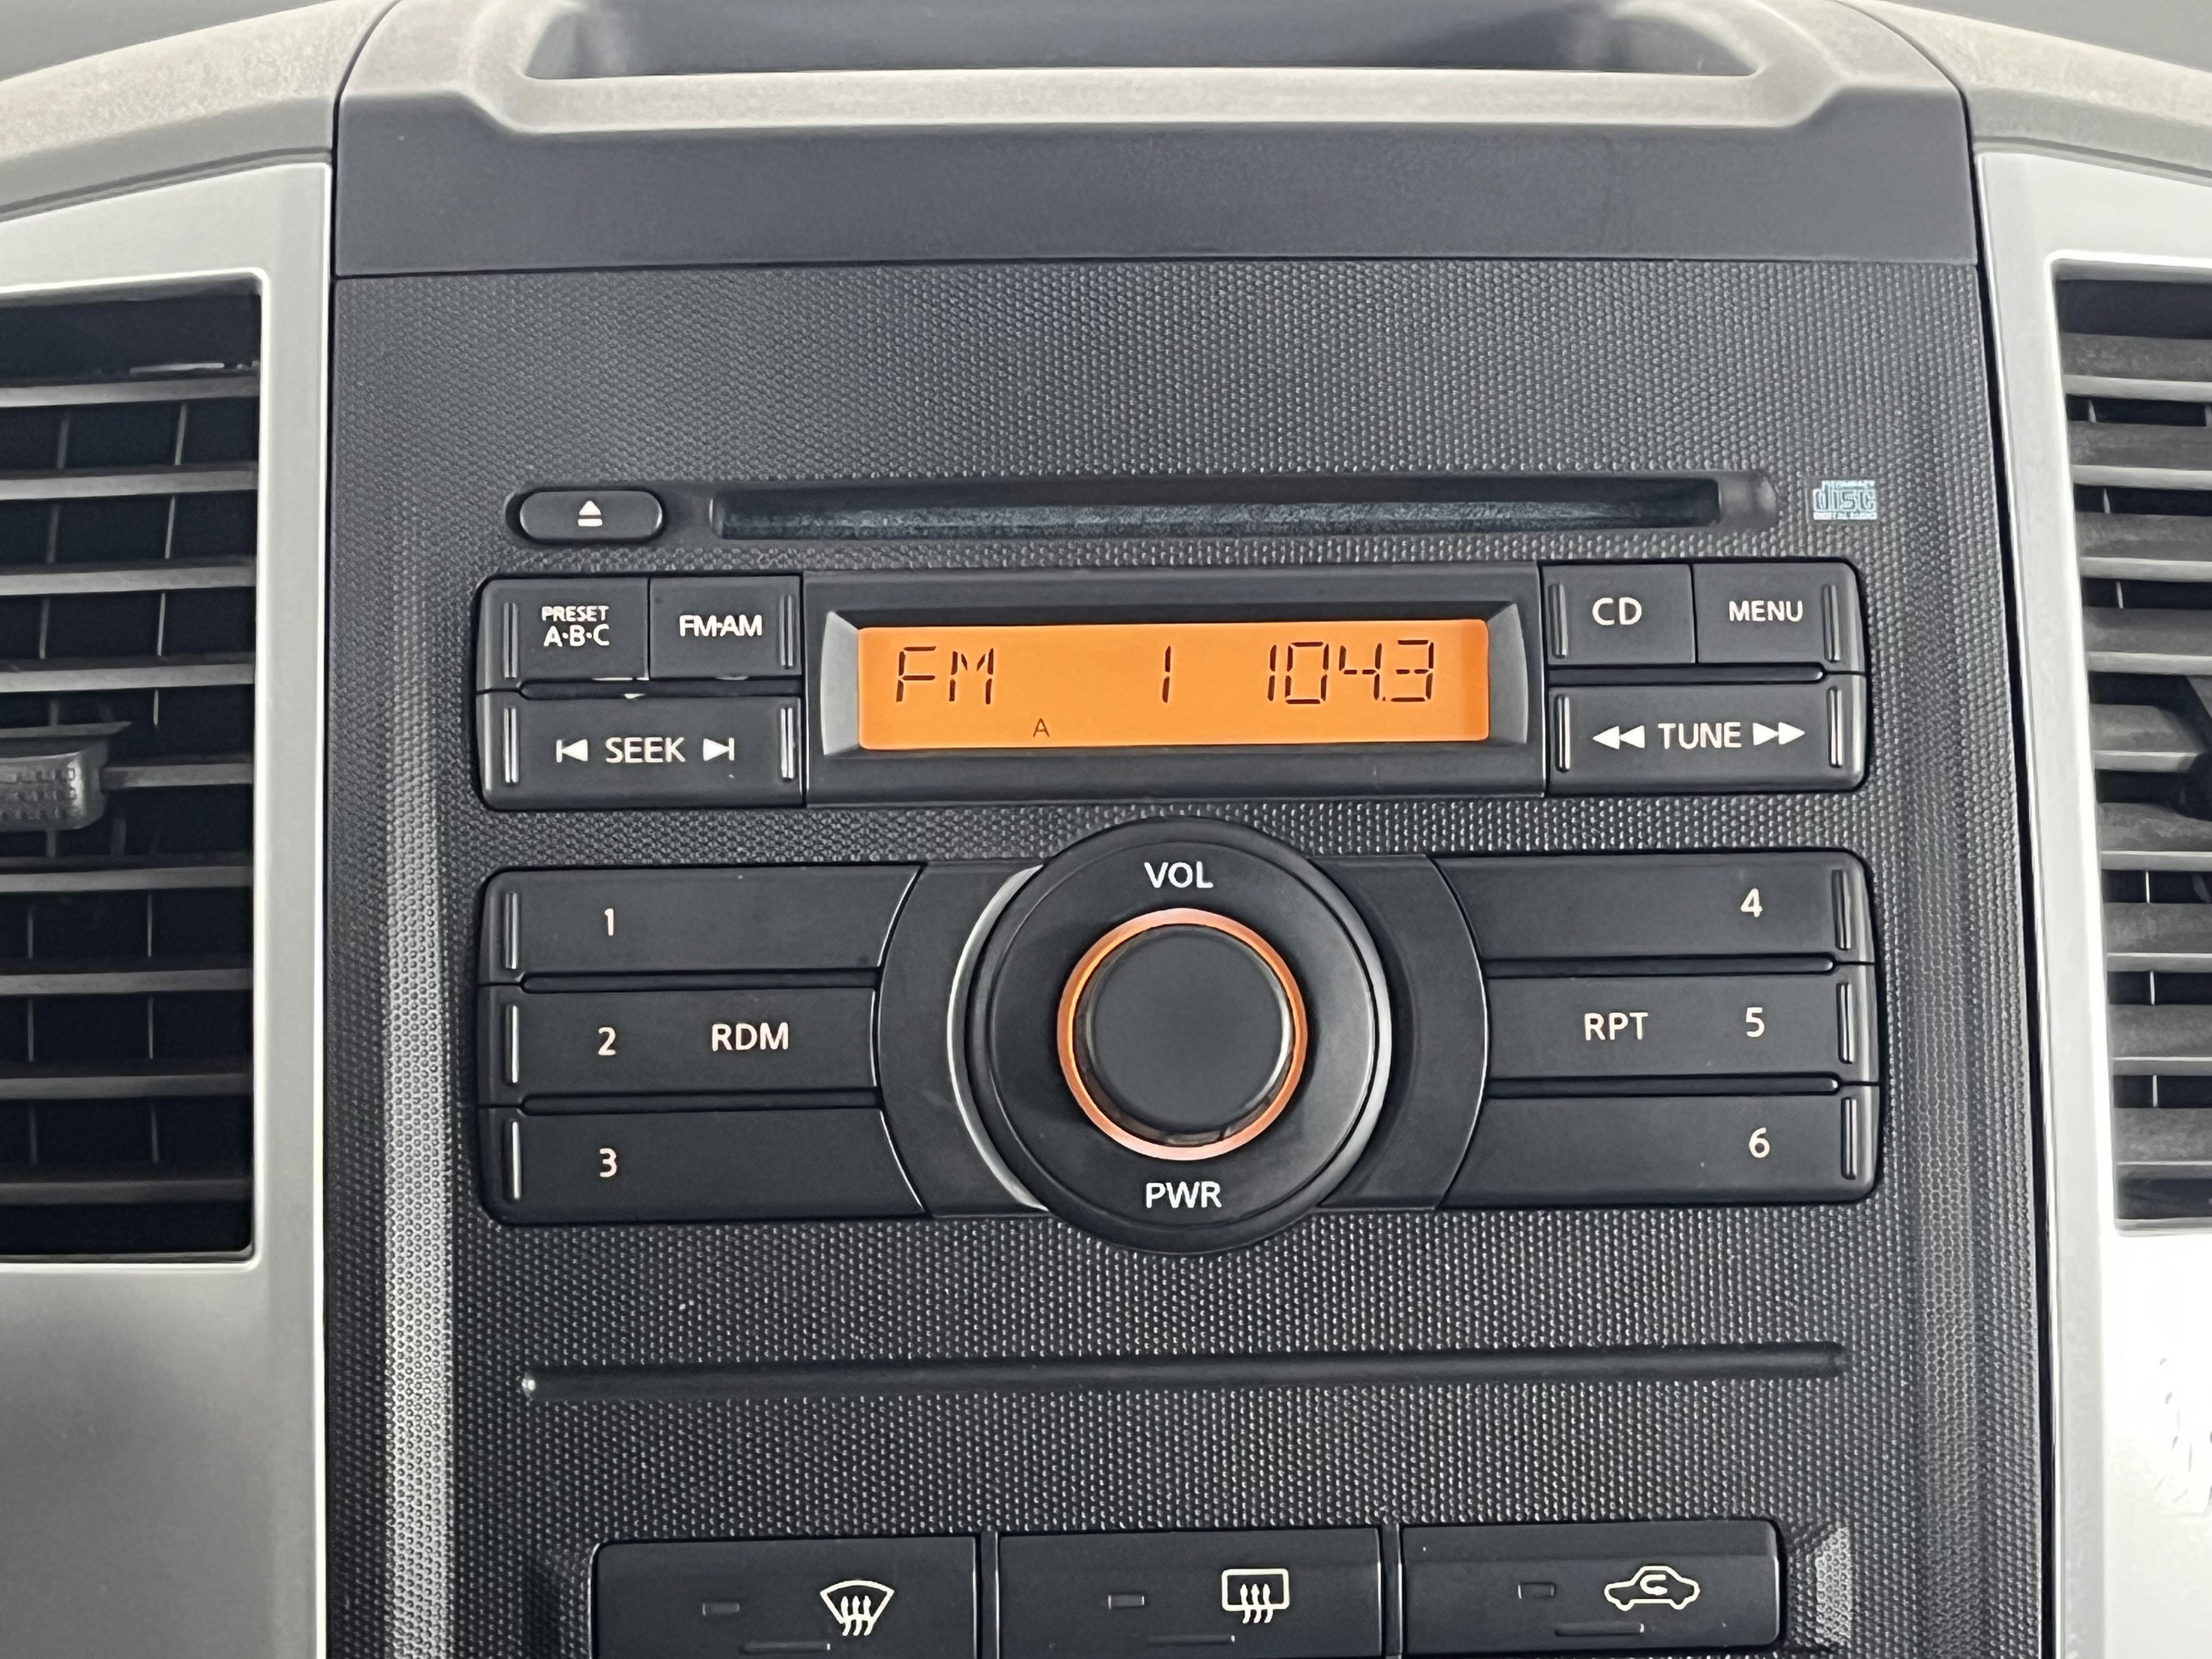 disc
PRESET
A·B·C
FM·AM
FM 1 104.3
A
CD
MENU
SEEK
TUNE
VOL
1
4
2 RDM
RPT 5
3
6
PWR